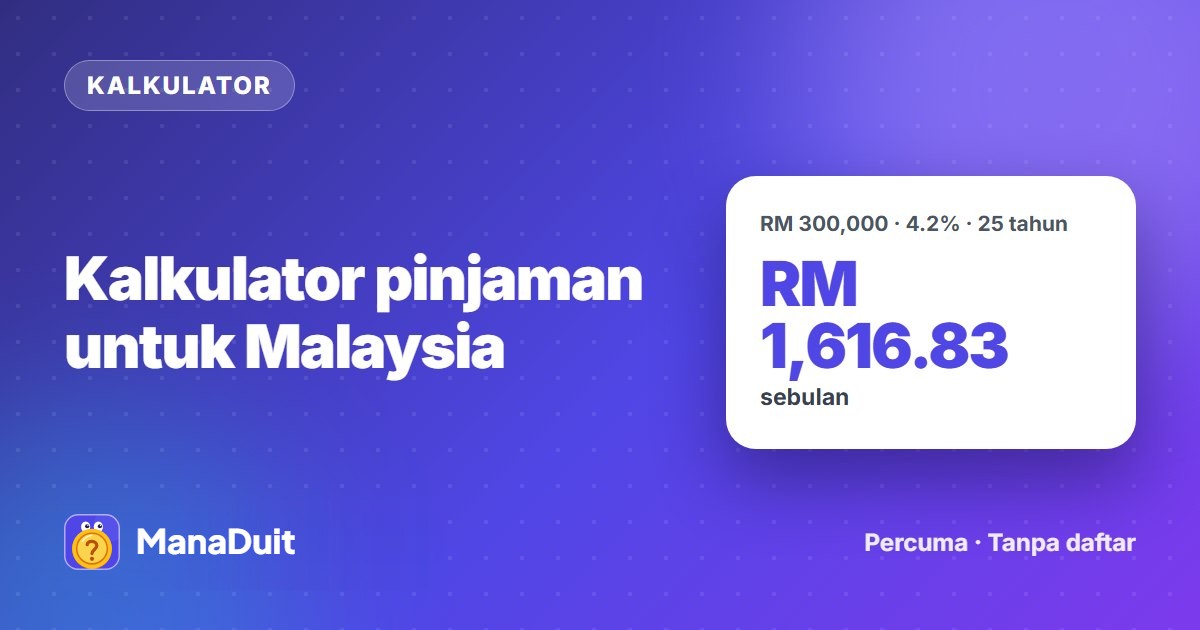 KALKULATOR
Kalkulator pinjaman
untuk Malaysia
RM 300,000 · 4.2% · 25 tahun
RM
1,616.83
sebulan
?
ManaDuit
Percuma · Tanpa daftar